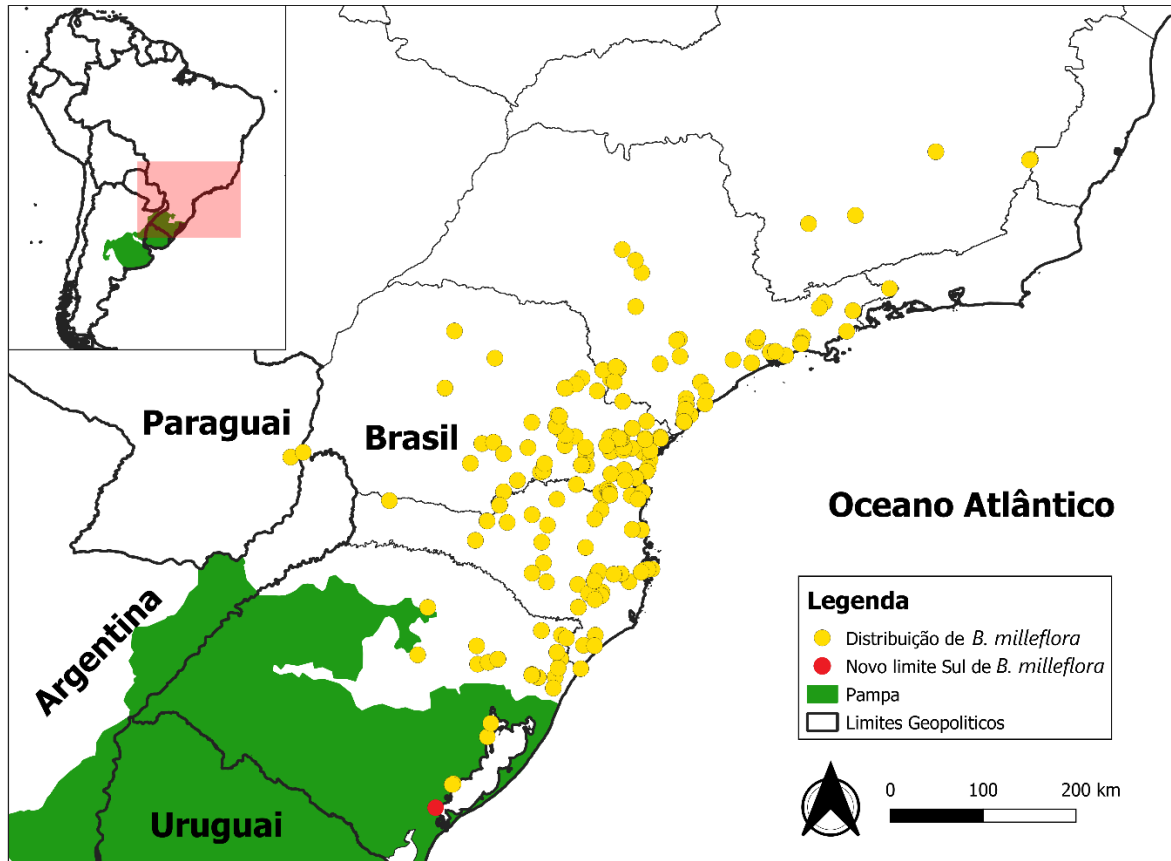 Paraguai
Brasil
Oceano Atlântico
Argentina
Uruguai
Legenda
Distribuição de B. milleflora
Novo limite Sul de B. milleflora
Pampa
Limites Geopoliticos
0 100 200 km